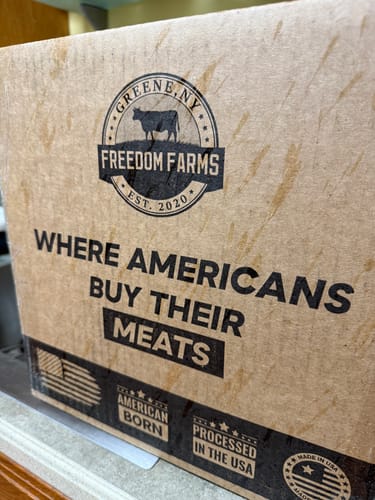 GREENE, NY
FREEDOM FARMS
EST. 2020
WHERE AMERICANS
BUY THEIR
MEATS
AMERICAN
BORN
PROCESSED
IN THE USA
MADE IN USA